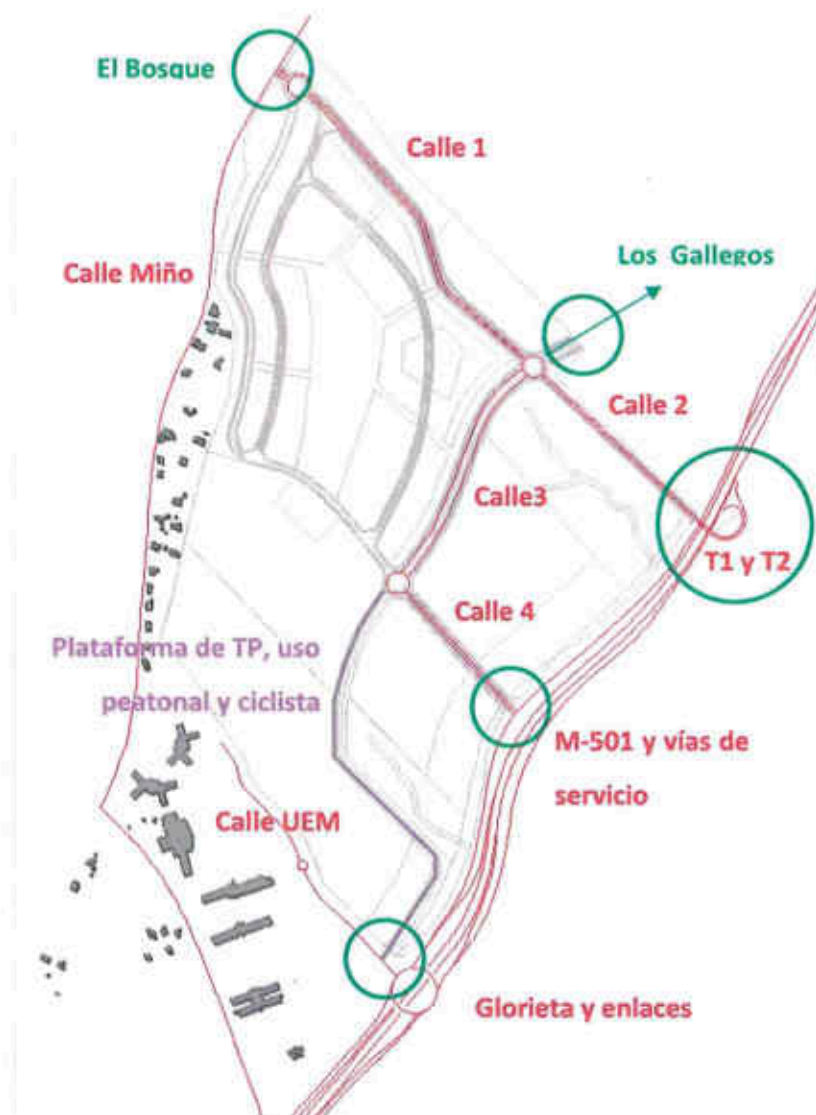 El Bosque
Calle 1
Los Gallegos
Calle Miño
Calle 2
Calle3
T1 y T2
Calle 4
Plataforma de TP, uso
peatonal y ciclista
M-501 y vías de
servicio
Calle UEM
Glorieta y enlaces